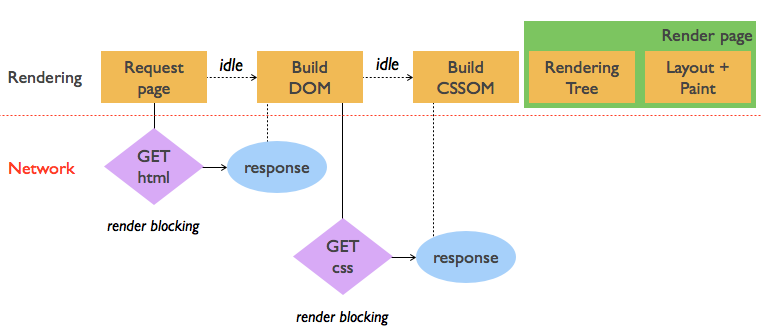 Render page
Rendering
Request
page
idle
Build
DOM
idle
Build
CSSOM
Rendering
Tree
Layout +
Paint
Network
GET
html
response
render blocking
GET
css
response
render blocking